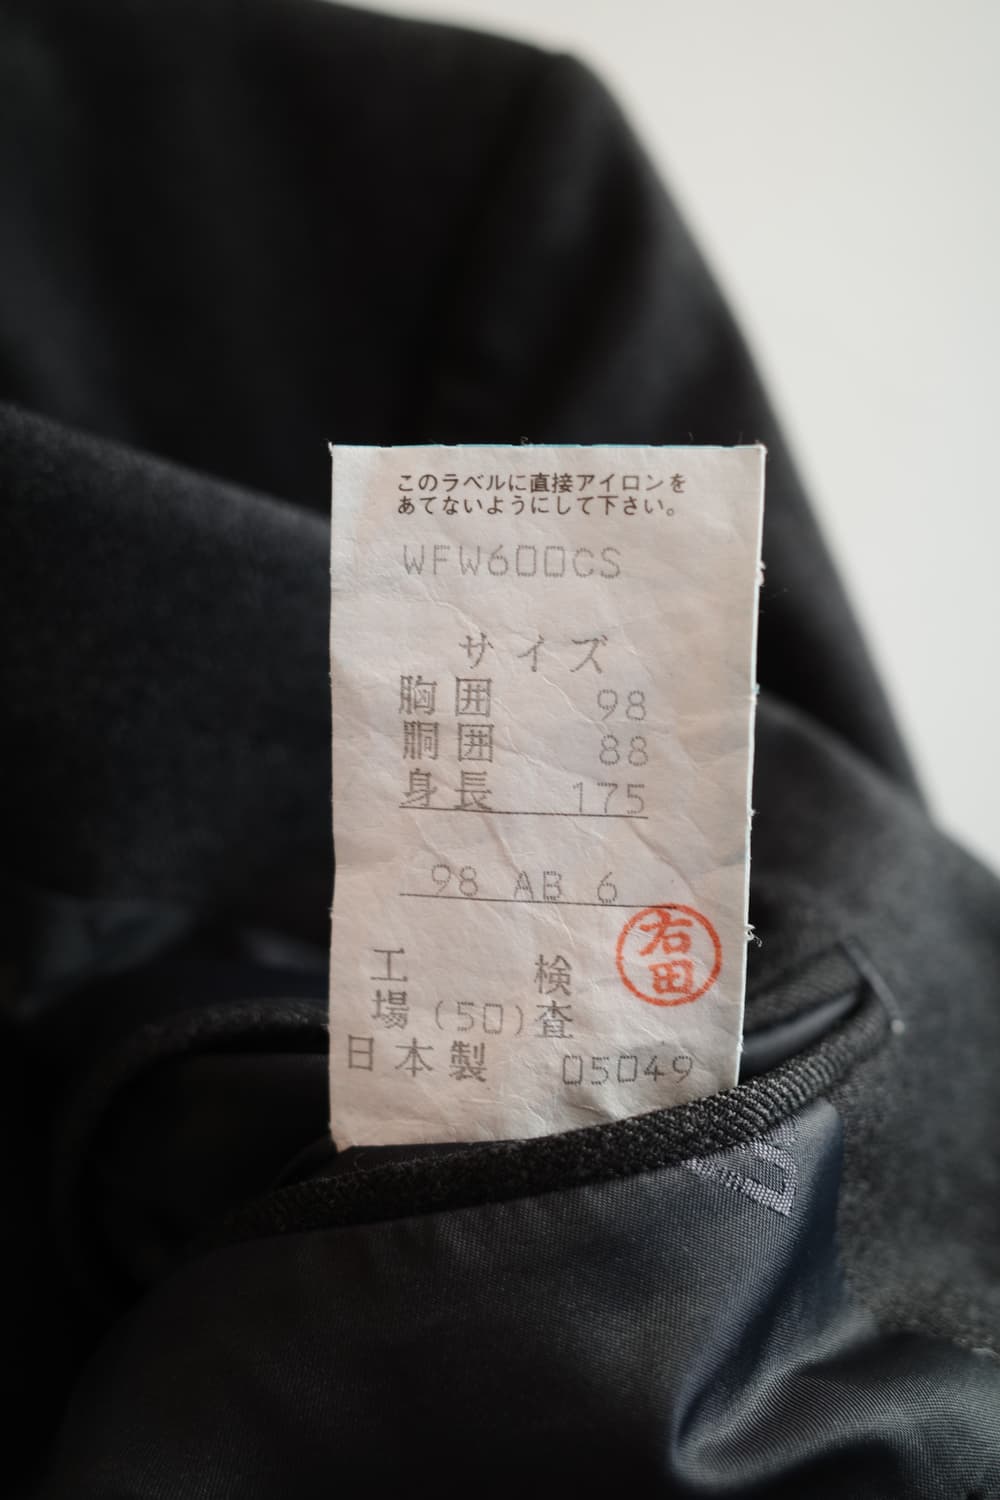 このラベルに直接アイロンを
あてないようにして下さい。
WFW600CS
サイズ
胸囲 98
胴囲 88
身長 175
98 AB 6
右田
工場 (50) 検査
日本製 05049